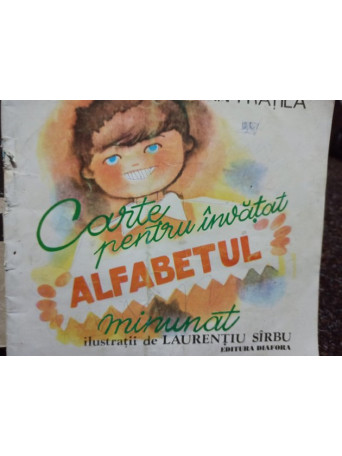 Carte
pentru învățat
ALFABETUL
minunat
ilustrații de LAURENȚIU SÎRBU
EDITURA DIAFORA